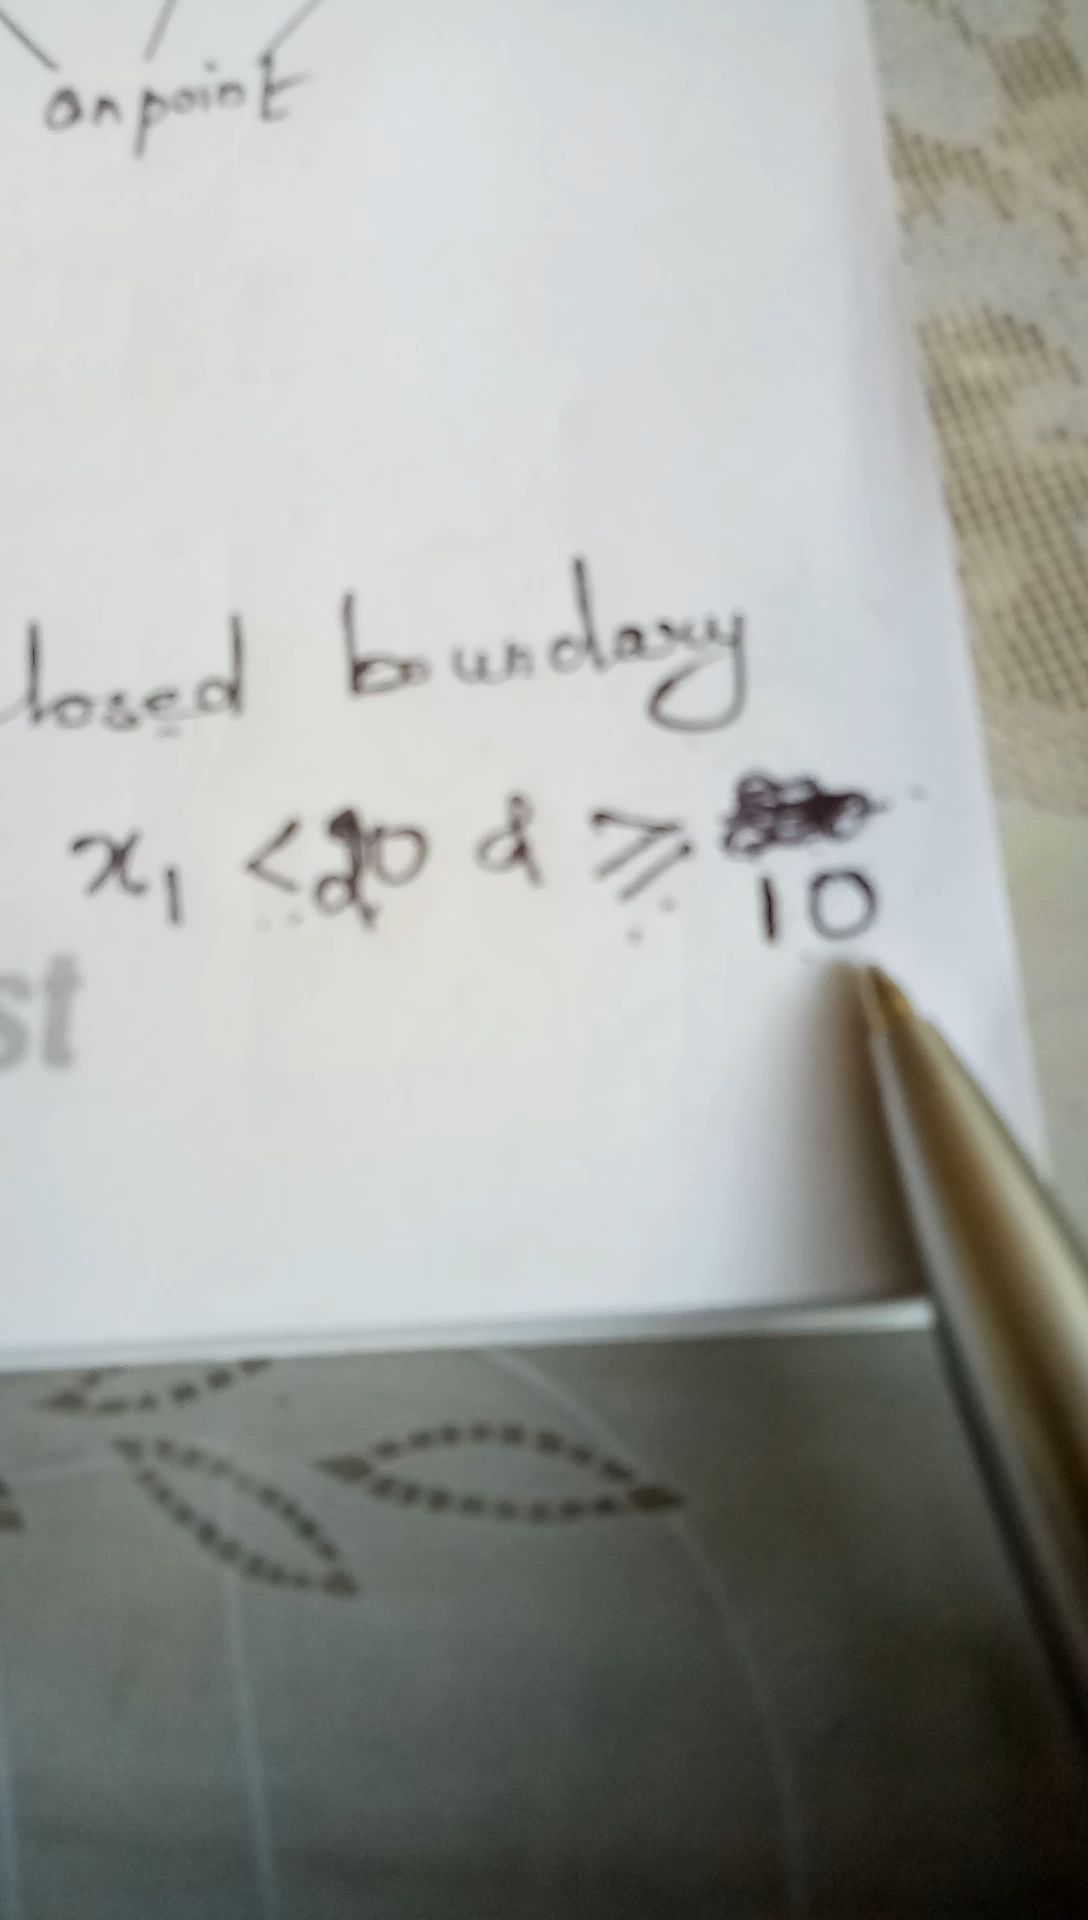 onpoint
losed boundary
x₁ < 20 & ⩾
10
st